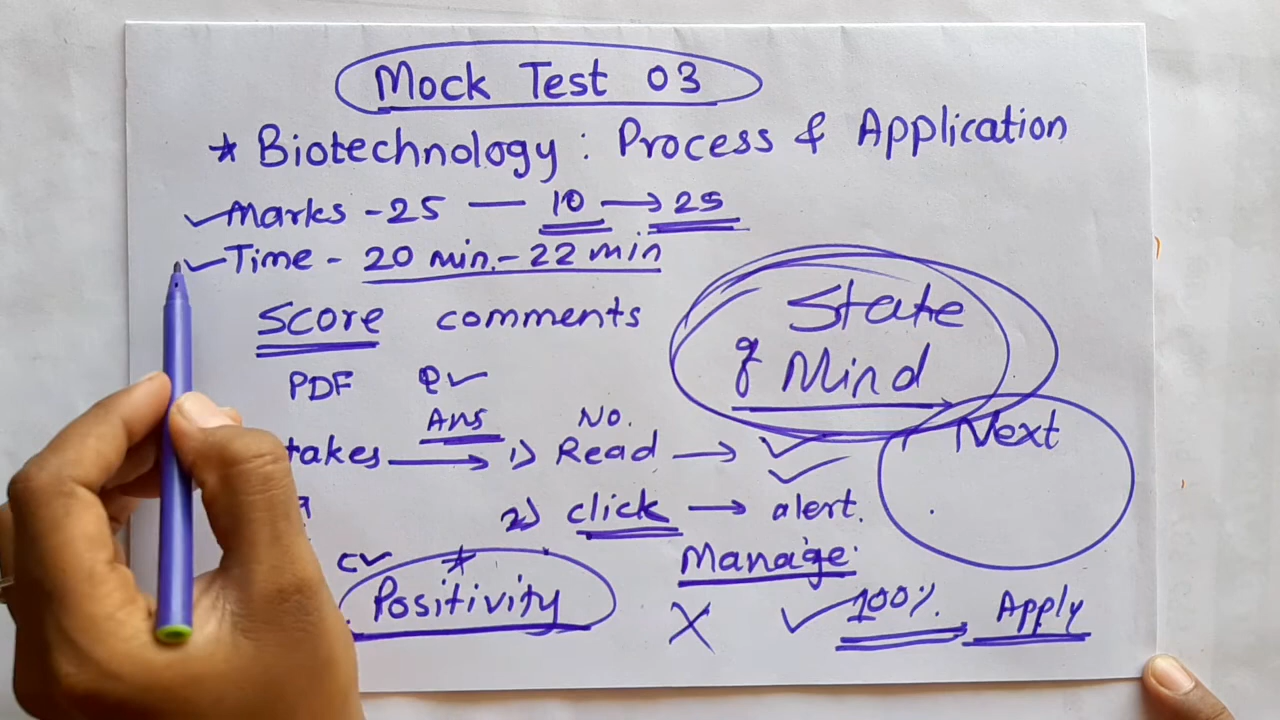 Mock Test 03
* Biotechnology : Process & Application
✓ Marks - 25 — 10 → 25
✓ Time - 20 min. - 22 min
Score comments
State
of Mind
PDF Q ✓
Ans No.
takes → 1) Read → ✓ ✓
Next
2) click → alert.
Manage:
Positivity
X ✓ 100% Apply